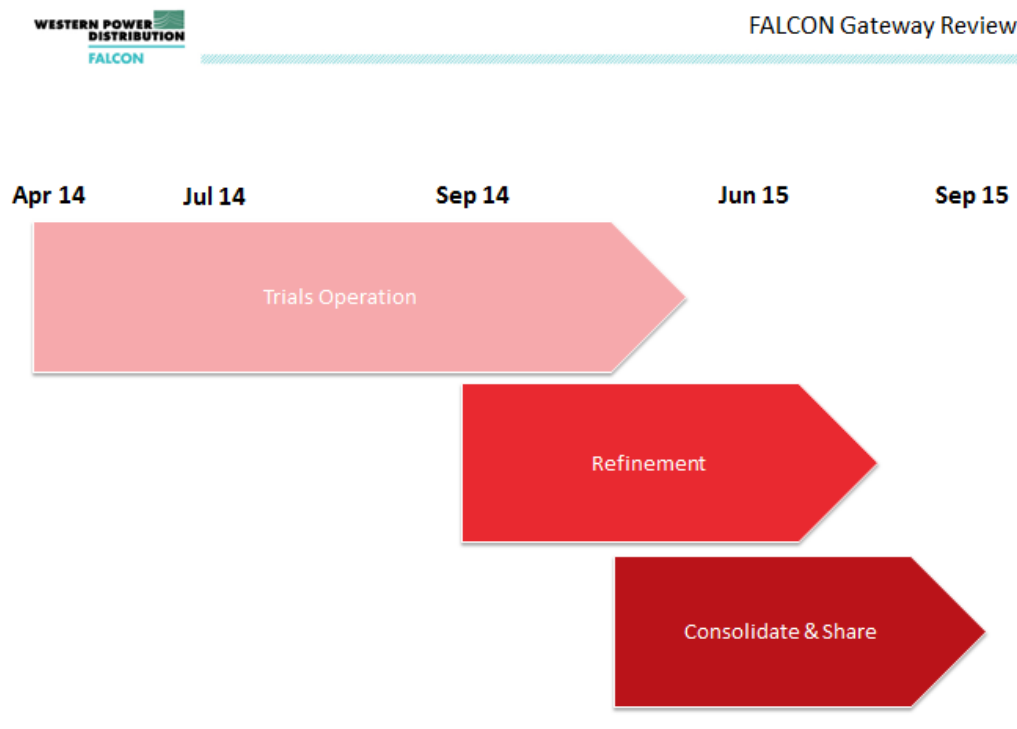 WESTERN POWER
DISTRIBUTION
FALCON
FALCON Gateway Review
Apr 14 Jul 14 Sep 14 Jun 15 Sep 15
Trials Operation
Refinement
Consolidate & Share